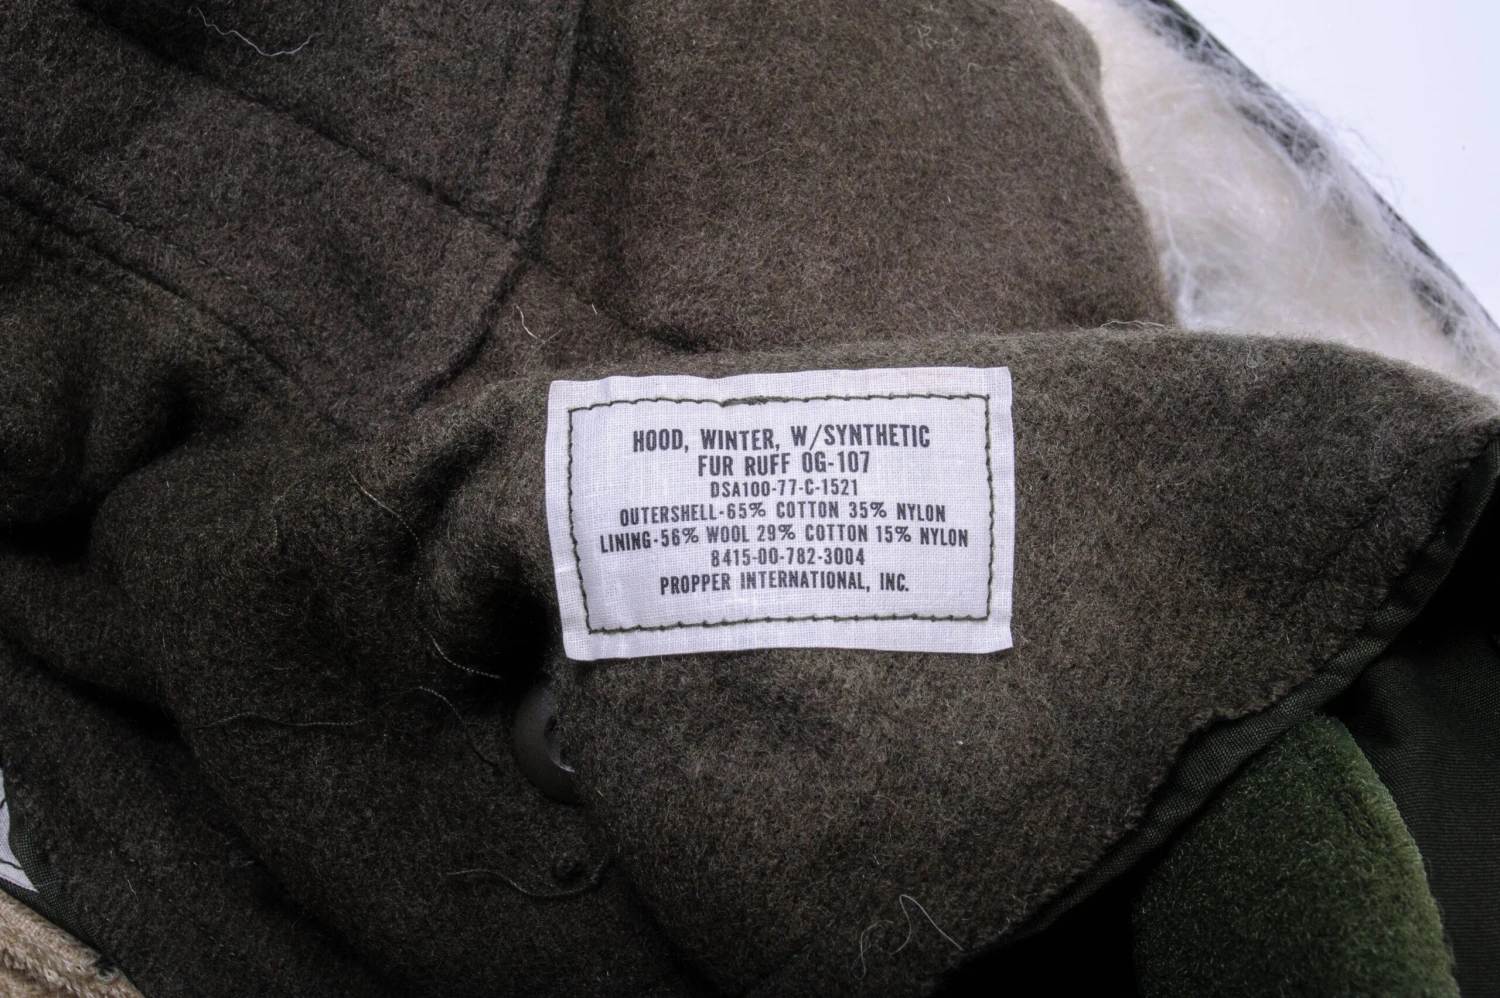 HOOD, WINTER, W/SYNTHETIC
FUR RUFF OG-107
DSA100-77-C-1521
OUTERSHELL-65% COTTON 35% NYLON
LINING-56% WOOL 29% COTTON 15% NYLON
8415-00-782-3004
PROPPER INTERNATIONAL, INC.